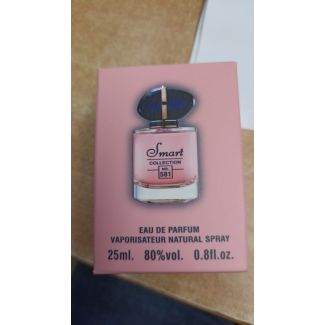 Smart
COLLECTION
NO.
581
EAU DE PARFUM
VAPORISATEUR NATURAL SPRAY
25ml. 80%vol. 0.8fl.oz.